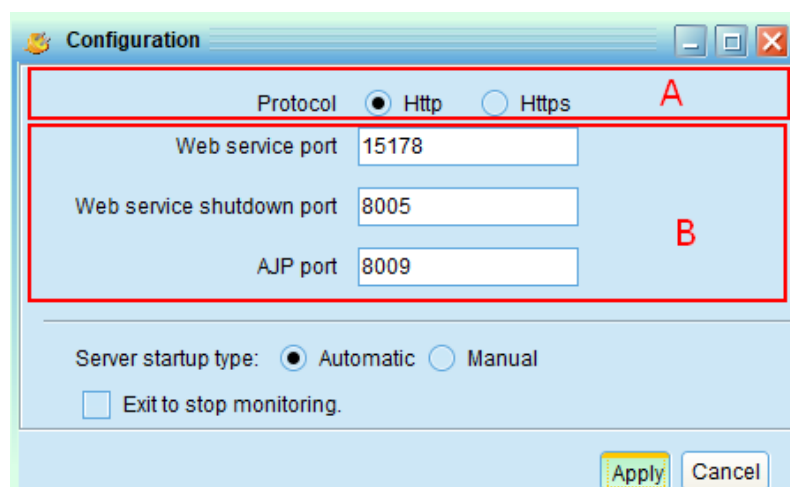 Configuration
Protocol Http Https A
Web service port 15178
Web service shutdown port 8005
B
AJP port 8009
Server startup type: Automatic Manual
Exit to stop monitoring.
Apply Cancel